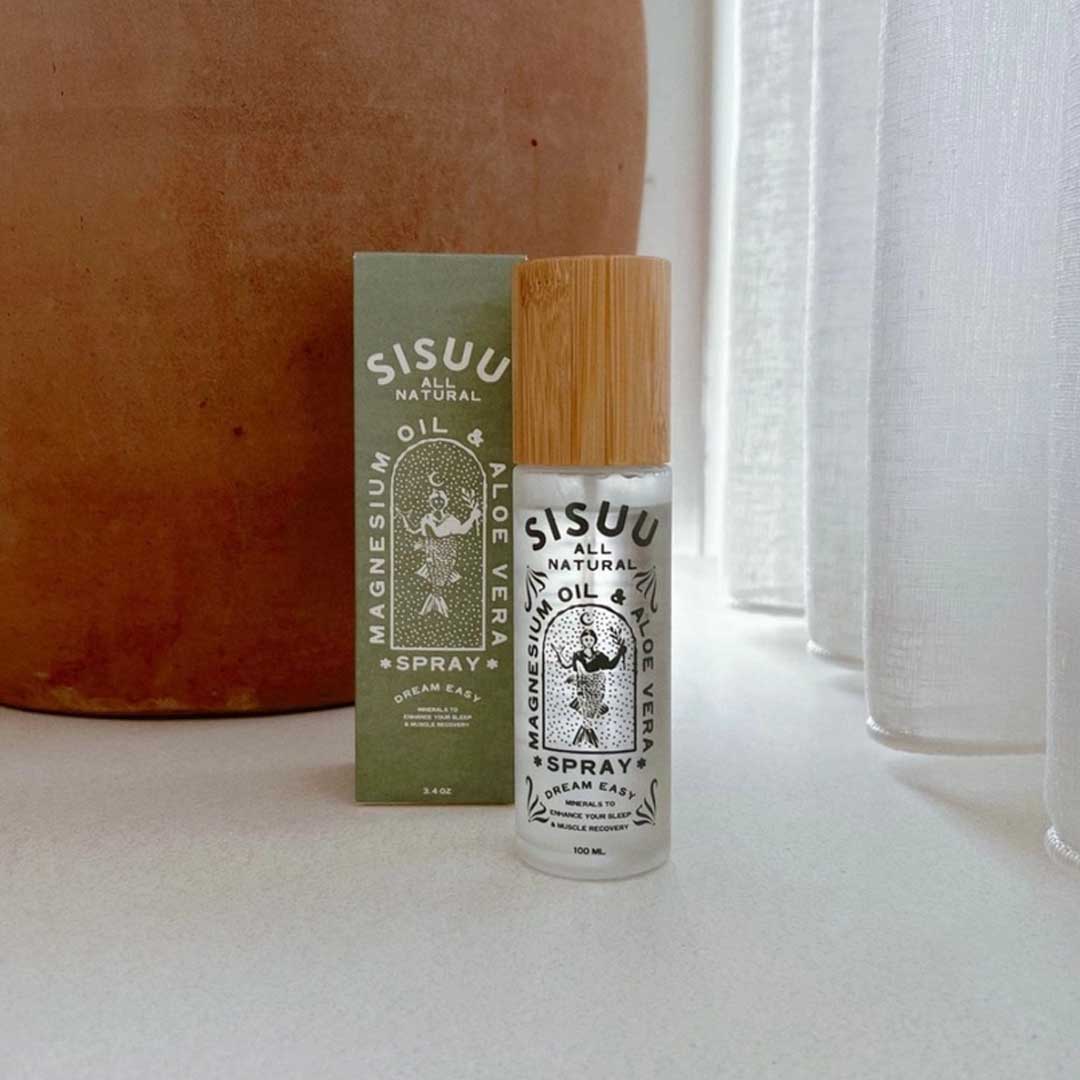 SISUU
ALL
NATURAL
MAGNESIUM OIL & ALOE VERA
*SPRAY*
DREAM EASY
MINERALS TO
ENHANCE YOUR SLEEP
& MUSCLE RECOVERY
3.4 OZ
SISUU
ALL
NATURAL
MAGNESIUM OIL & ALOE VERA
*SPRAY*
DREAM EASY
MINERALS TO
ENHANCE YOUR SLEEP
& MUSCLE RECOVERY
100 ML